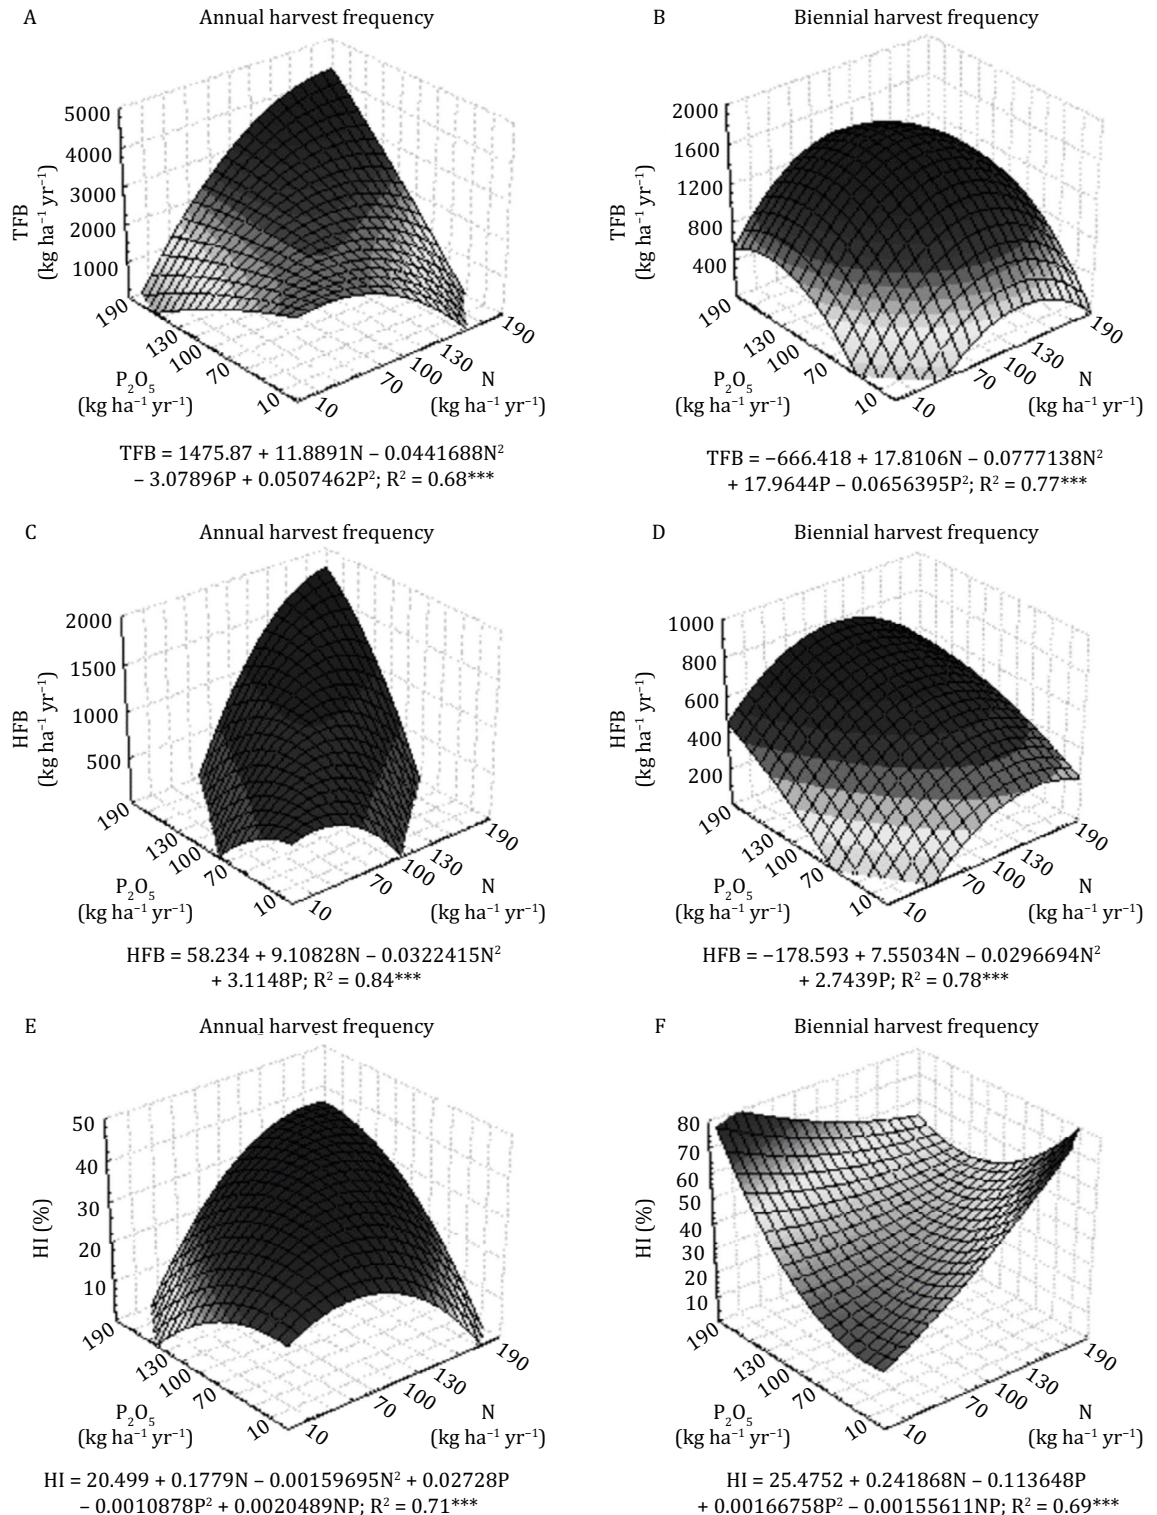 A Annual harvest frequency
5000
4000
3000
2000
1000
TFB
(kg ha⁻¹ yr⁻¹)
190
130
100
70
10
P₂O₅
(kg ha⁻¹ yr⁻¹)
10
70
100
130
190
N
(kg ha⁻¹ yr⁻¹)
TFB = 1475.87 + 11.8891N – 0.0441688N²
– 3.07896P + 0.0507462P²; R² = 0.68***
B Biennial harvest frequency
2000
1600
1200
800
400
TFB
(kg ha⁻¹ yr⁻¹)
190
130
100
70
10
P₂O₅
(kg ha⁻¹ yr⁻¹)
10
70
100
130
190
N
(kg ha⁻¹ yr⁻¹)
TFB = –666.418 + 17.8106N – 0.0777138N²
+ 17.9644P – 0.0656395P²; R² = 0.77***
C Annual harvest frequency
2000
1500
1000
500
HFB
(kg ha⁻¹ yr⁻¹)
190
130
100
70
10
P₂O₅
(kg ha⁻¹ yr⁻¹)
10
70
100
130
190
N
(kg ha⁻¹ yr⁻¹)
HFB = 58.234 + 9.10828N – 0.0322415N²
+ 3.1148P; R² = 0.84***
D Biennial harvest frequency
1000
800
600
400
200
HFB
(kg ha⁻¹ yr⁻¹)
190
130
100
70
10
P₂O₅
(kg ha⁻¹ yr⁻¹)
10
70
100
130
190
N
(kg ha⁻¹ yr⁻¹)
HFB = –178.593 + 7.55034N – 0.0296694N²
+ 2.7439P; R² = 0.78***
E Annual harvest frequency
50
40
30
20
10
HI (%)
190
130
100
70
10
P₂O₅
(kg ha⁻¹ yr⁻¹)
10
70
100
130
190
N
(kg ha⁻¹ yr⁻¹)
HI = 20.499 + 0.1779N – 0.00159695N² + 0.02728P
– 0.0010878P² + 0.0020489NP; R² = 0.71***
F Biennial harvest frequency
80
70
60
50
40
30
20
10
HI (%)
190
130
100
70
10
P₂O₅
(kg ha⁻¹ yr⁻¹)
10
70
100
130
190
N
(kg ha⁻¹ yr⁻¹)
HI = 25.4752 + 0.241868N – 0.113648P
+ 0.00166758P² – 0.00155611NP; R² = 0.69***